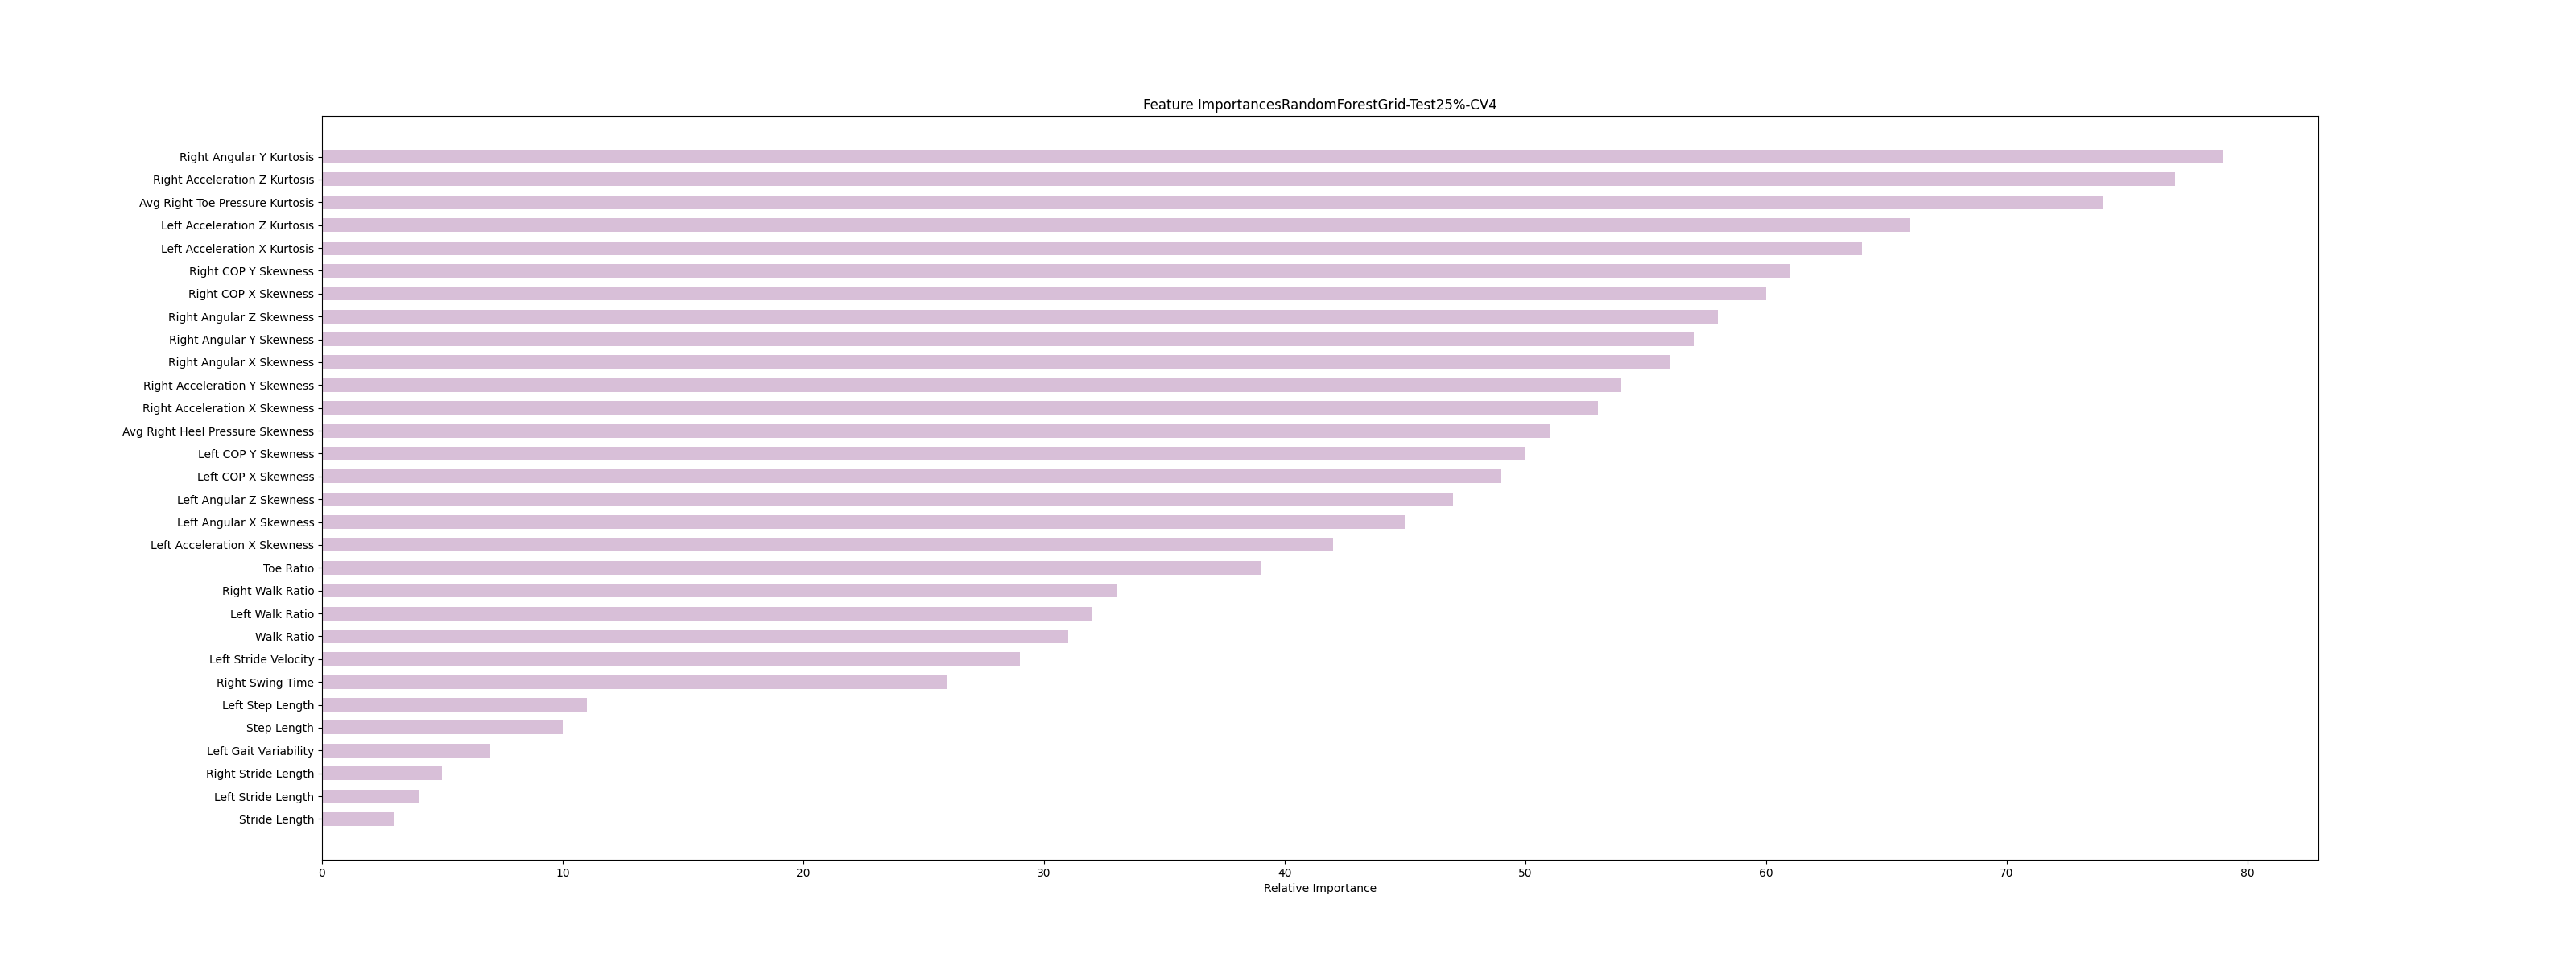 Feature ImportancesRandomForestGrid-Test25%-CV4
Right Angular Y Kurtosis
Right Acceleration Z Kurtosis
Avg Right Toe Pressure Kurtosis
Left Acceleration Z Kurtosis
Left Acceleration X Kurtosis
Right COP Y Skewness
Right COP X Skewness
Right Angular Z Skewness
Right Angular Y Skewness
Right Angular X Skewness
Right Acceleration Y Skewness
Right Acceleration X Skewness
Avg Right Heel Pressure Skewness
Left COP Y Skewness
Left COP X Skewness
Left Angular Z Skewness
Left Angular X Skewness
Left Acceleration X Skewness
Toe Ratio
Right Walk Ratio
Left Walk Ratio
Walk Ratio
Left Stride Velocity
Right Swing Time
Left Step Length
Step Length
Left Gait Variability
Right Stride Length
Left Stride Length
Stride Length
0 10 20 30 40 50 60 70 80
Relative Importance